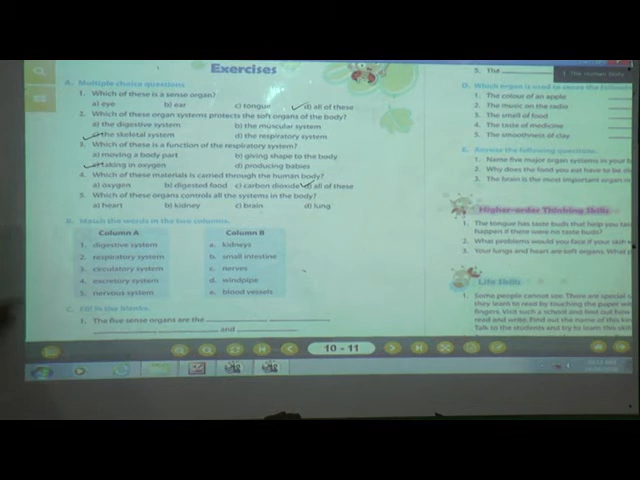 Exercises
A. Multiple choice questions
1. Which of these is a sense organ?
a) eye b) ear c) tongue d) all of these
2. Which of these organ systems protects the soft organs of the body?
a) the digestive system b) the muscular system
c) the skeletal system d) the respiratory system
3. Which of these is a function of the respiratory system?
a) moving a body part b) giving shape to the body
c) taking in oxygen d) producing babies
4. Which of these materials is carried through the human body?
a) oxygen b) digested food c) carbon dioxide d) all of these
5. Which of these organs controls all the systems in the body?
a) heart b) kidney c) brain d) lung
B. Match the words in the two columns.
Column A Column B
1. digestive system a. kidneys
2. respiratory system b. small intestine
3. circulatory system c. nerves
4. excretory system d. windpipe
5. nervous system e. blood vessels
C. Fill in the blanks.
1. The five sense organs are the
and
5. The
1 The Human
D. Which organ is used to sense the
1. The colour of an apple
2. The music on the radio
3. The smell of food
4. The taste of medicine
5. The smoothness of clay
E. Answer the following questions.
1. Name five major organ systems in your
2. Why does the food you eat have to be
3. The brain is the most important organ
Higher-order Thinking Skills
1. The tongue has taste buds that help you
happen if there were no taste buds?
2. What problems would you face if your skin
3. Your lungs and heart are soft organs. What
Life Skills
1. Some people cannot see. There are special
they learn to read by touching the paper
fingers. Visit such a school and find out how
read and write. Find out the name of this
Talk to the students and try to learn this skill
10 - 11